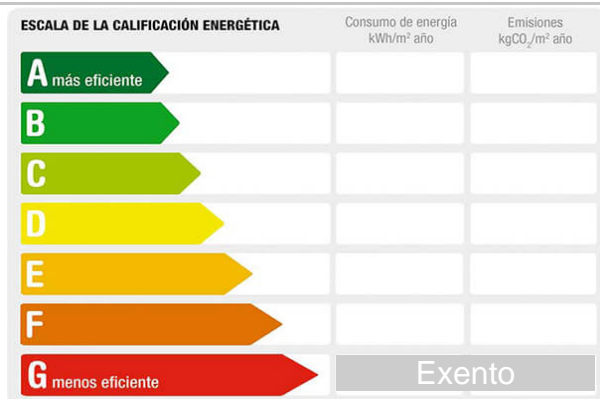 ESCALA DE LA CALIFICACIÓN ENERGÉTICA
Consumo de energía
kWh/m² año
Emisiones
kgCO₂/m² año
A más eficiente
B
C
D
E
F
G menos eficiente
Exento